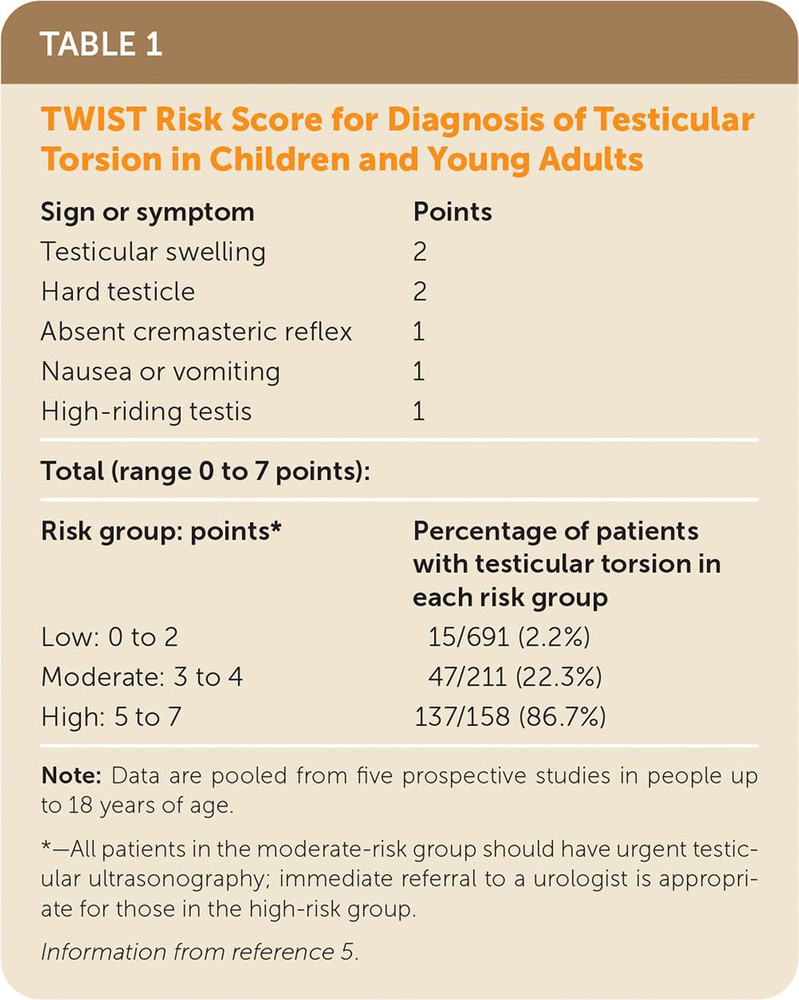 TABLE 1
TWIST Risk Score for Diagnosis of Testicular
Torsion in Children and Young Adults
Sign or symptom Points
Testicular swelling 2
Hard testicle 2
Absent cremasteric reflex 1
Nausea or vomiting 1
High-riding testis 1
Total (range 0 to 7 points):
Risk group: points* Percentage of patients
with testicular torsion in
each risk group
Low: 0 to 2 15/691 (2.2%)
Moderate: 3 to 4 47/211 (22.3%)
High: 5 to 7 137/158 (86.7%)
Note: Data are pooled from five prospective studies in people up
to 18 years of age.
*—All patients in the moderate-risk group should have urgent testic-
ular ultrasonography; immediate referral to a urologist is appropri-
ate for those in the high-risk group.
Information from reference 5.